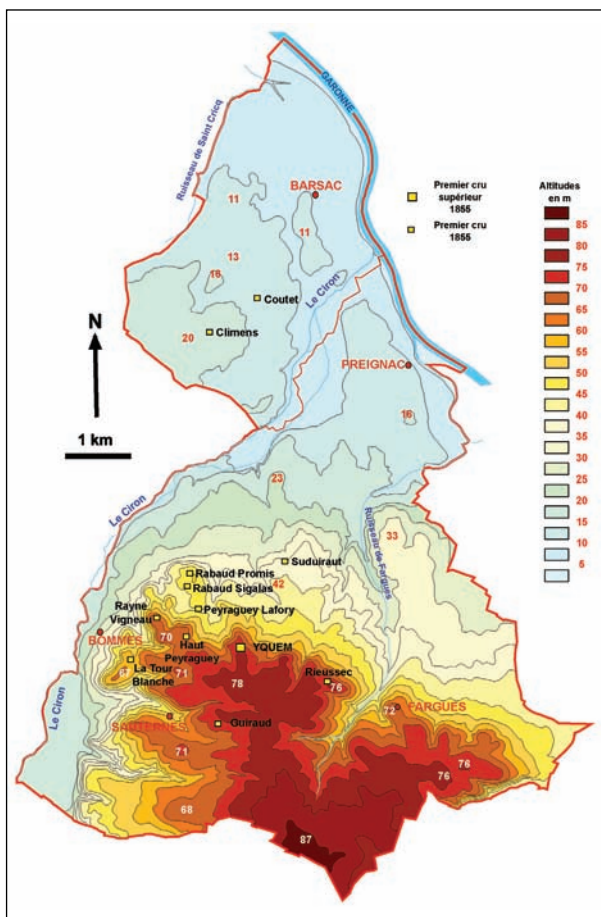 GARONNE
Ruisseau de Saint Cricq
BARSAC
11
11
13
16
Coutet
Le Ciron
20
Climens
N
1 km
PREIGNAC
16
Premier cru
supérieur
1855
Premier cru
1855
Altitudes
en m
85
80
75
70
65
60
55
50
45
40
35
30
25
20
15
10
5
23
Le Ciron
Ruisseau de Fargues
33
Suduiraut
Rabaud Promis
42
Rabaud Sigalas
Peyraguey Lafory
Rayne
Vigneau
BOMMES
70
Haut
Peyraguey
YQUEM
La Tour
Blanche
71
78
Rieussec
76
72
FARGUES
Le Ciron
SAUTERNES
Guiraud
71
76
76
68
87